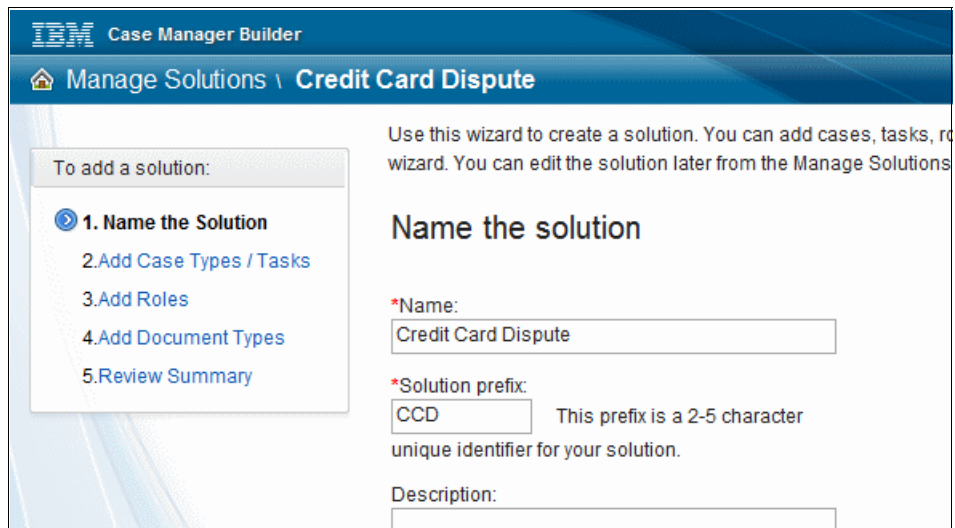 IBM Case Manager Builder
Manage Solutions \ Credit Card Dispute
To add a solution:
1. Name the Solution
2.Add Case Types / Tasks
3.Add Roles
4.Add Document Types
5.Review Summary
Use this wizard to create a solution. You can add cases, tasks,
wizard. You can edit the solution later from the Manage Solutions
Name the solution
*Name:
Credit Card Dispute
*Solution prefix:
CCD This prefix is a 2-5 character
unique identifier for your solution.
Description: